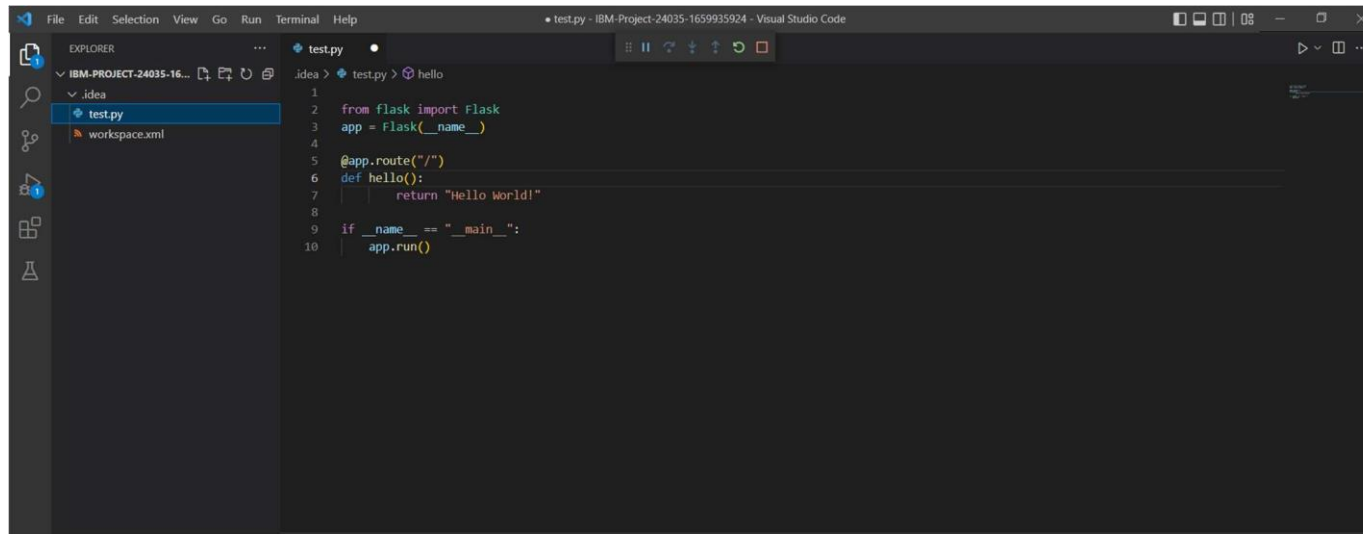 File Edit Selection View Go Run Terminal Help
● test.py - IBM-Project-24035-1659935924 - Visual Studio Code
EXPLORER
IBM-PROJECT-24035-16...
.idea
test.py
workspace.xml
test.py
.idea > test.py > hello
1
2 from flask import Flask
3 app = Flask(__name__)
4
5 @app.route("/")
6 def hello():
7 return "Hello World!"
8
9 if __name__ == "__main__":
10 app.run()
1
1